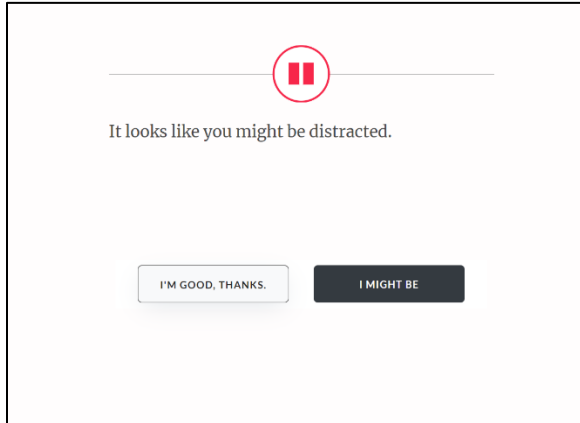 It looks like you might be distracted.
I'M GOOD, THANKS.
I MIGHT BE